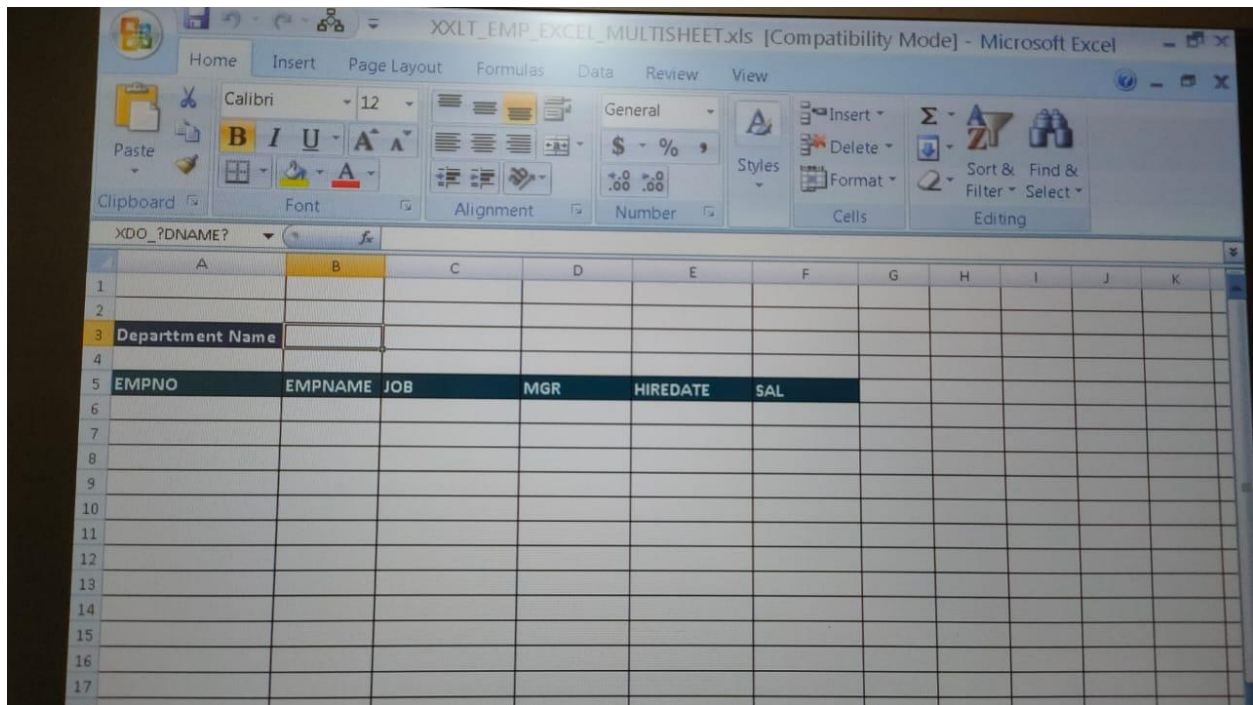 XXLT_EMP_EXCEL_MULTISHEET.xls [Compatibility Mode] - Microsoft Excel
Home Insert Page Layout Formulas Data Review View
Calibri 12 General Insert Σ
Paste B I U A A $ % , Styles Delete Sort & Find &
A .00 .00 Format Filter Select
Clipboard Font Alignment Number Cells Editing
XDO_?DNAME? fx
A B C D E F G H I J K
1
2
3 Departtment Name
4
5 EMPNO EMPNAME JOB MGR HIREDATE SAL
6
7
8
9
10
11
12
13
14
15
16
17